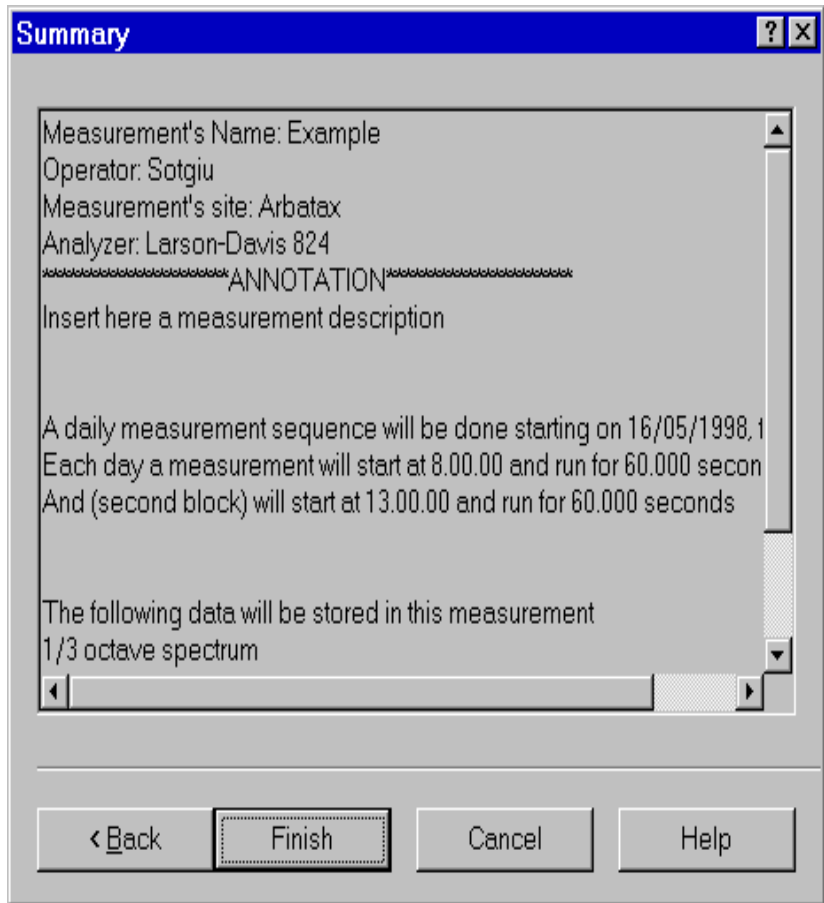 Summary
Measurement's Name: Example
Operator: Sotgiu
Measurement's site: Arbatax
Analyzer: Larson-Davis 824
************************ANNOTATION************************
Insert here a measurement description
A daily measurement sequence will be done starting on 16/05/1998,
Each day a measurement will start at 8.00.00 and run for 60.000 secon
And (second block) will start at 13.00.00 and run for 60.000 seconds
The following data will be stored in this measurement
1/3 octave spectrum
< Back Finish Cancel Help